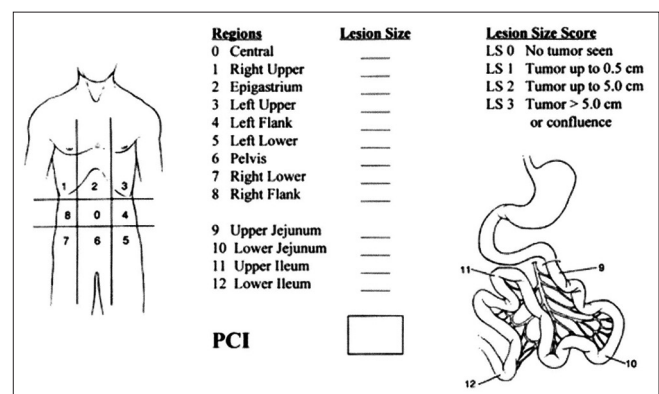 Regions Lesion Size
0 Central
1 Right Upper
2 Epigastrium
3 Left Upper
4 Left Flank
5 Left Lower
6 Pelvis
7 Right Lower
8 Right Flank
9 Upper Jejunum
10 Lower Jejunum
11 Upper Ileum
12 Lower Ileum
PCI
Lesion Size Score
LS 0 No tumor seen
LS 1 Tumor up to 0.5 cm
LS 2 Tumor up to 5.0 cm
LS 3 Tumor > 5.0 cm
or confluence
1 2 3
8 0 4
7 6 5
11 9
10
12